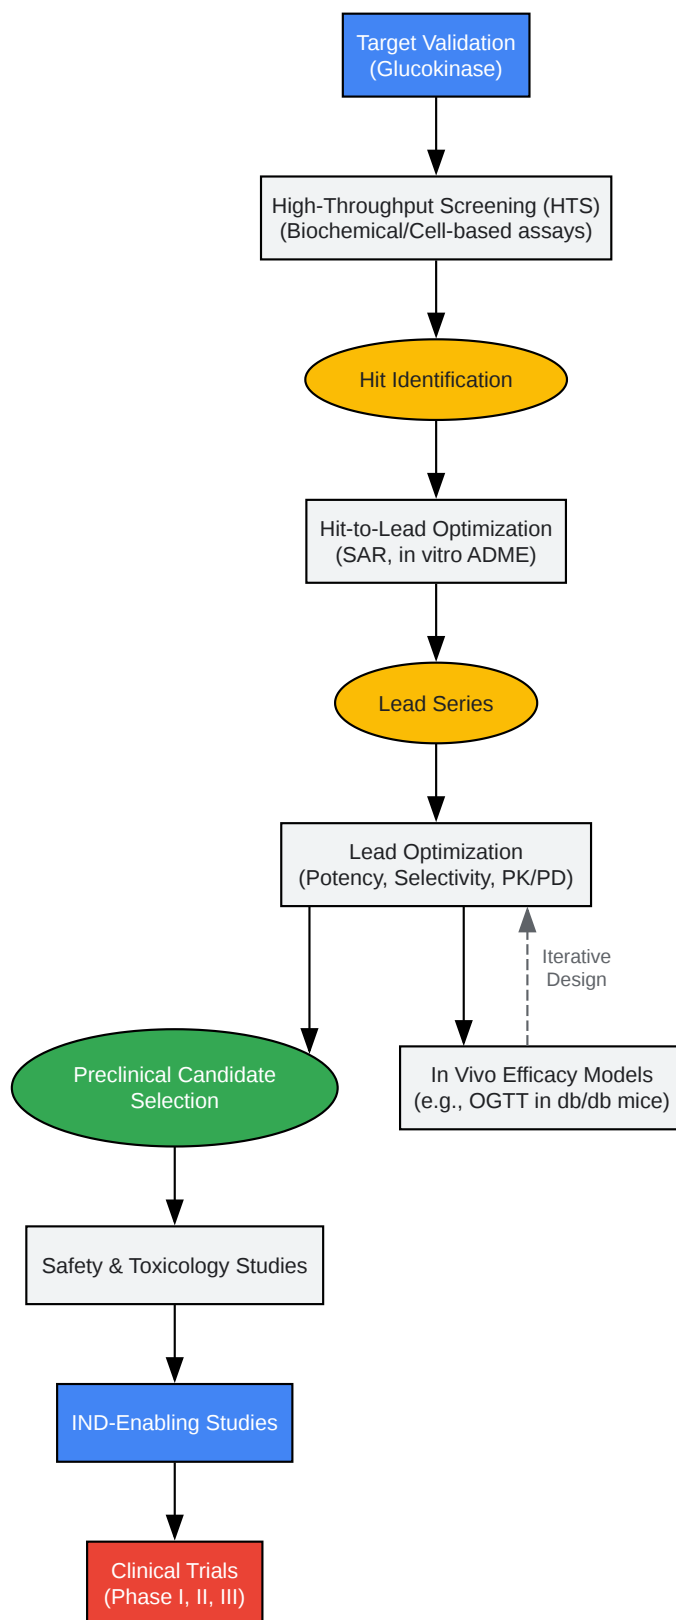 Target Validation
(Glucokinase)
High-Throughput Screening (HTS)
(Biochemical/Cell-based assays)
Hit Identification
Hit-to-Lead Optimization
(SAR, in vitro ADME)
Lead Series
Lead Optimization
(Potency, Selectivity, PK/PD)
Iterative
Design
Preclinical Candidate
Selection
In Vivo Efficacy Models
(e.g., OGTT in db/db mice)
Safety & Toxicology Studies
IND-Enabling Studies
Clinical Trials
(Phase I, II, III)